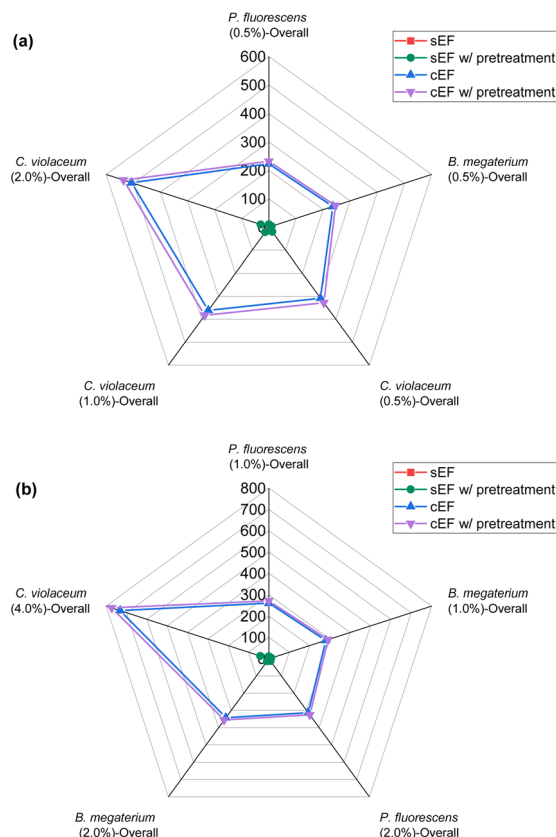 (a)
P. fluorescens
(0.5%)-Overall
sEF
sEF w/ pretreatment
cEF
cEF w/ pretreatment
600
500
400
300
200
100
0
C. violaceum
(2.0%)-Overall
B. megaterium
(0.5%)-Overall
C. violaceum
(1.0%)-Overall
C. violaceum
(0.5%)-Overall
(b)
P. fluorescens
(1.0%)-Overall
sEF
sEF w/ pretreatment
cEF
cEF w/ pretreatment
800
700
600
500
400
300
200
100
0
C. violaceum
(4.0%)-Overall
B. megaterium
(1.0%)-Overall
B. megaterium
(2.0%)-Overall
P. fluorescens
(2.0%)-Overall